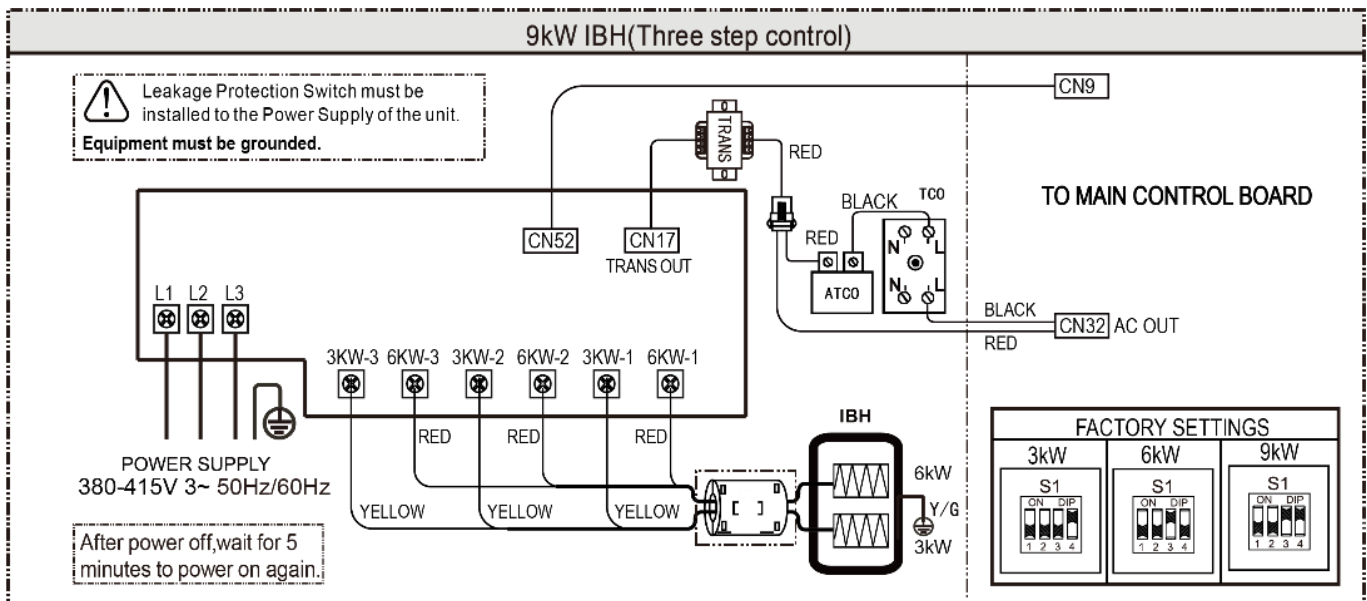 9kW IBH(Three step control)
Leakage Protection Switch must be
installed to the Power Supply of the unit.
Equipment must be grounded.
CN9
TRANS
RED
TO MAIN CONTROL BOARD
BLACK
TCO
CN52
CN17
TRANS OUT
RED
N
L
ATCO
N
L
L1 L2 L3
BLACK
CN32 AC OUT
RED
3KW-3 6KW-3 3KW-2 6KW-2 3KW-1 6KW-1
RED RED RED
IBH
POWER SUPPLY
380-415V 3~ 50Hz/60Hz
6kW
Y/G
3kW
YELLOW YELLOW YELLOW
After power off,wait for 5
minutes to power on again.
FACTORY SETTINGS
3kW 6kW 9kW
S1 S1 S1
ON DIP ON DIP ON DIP
1 2 3 4 1 2 3 4 1 2 3 4